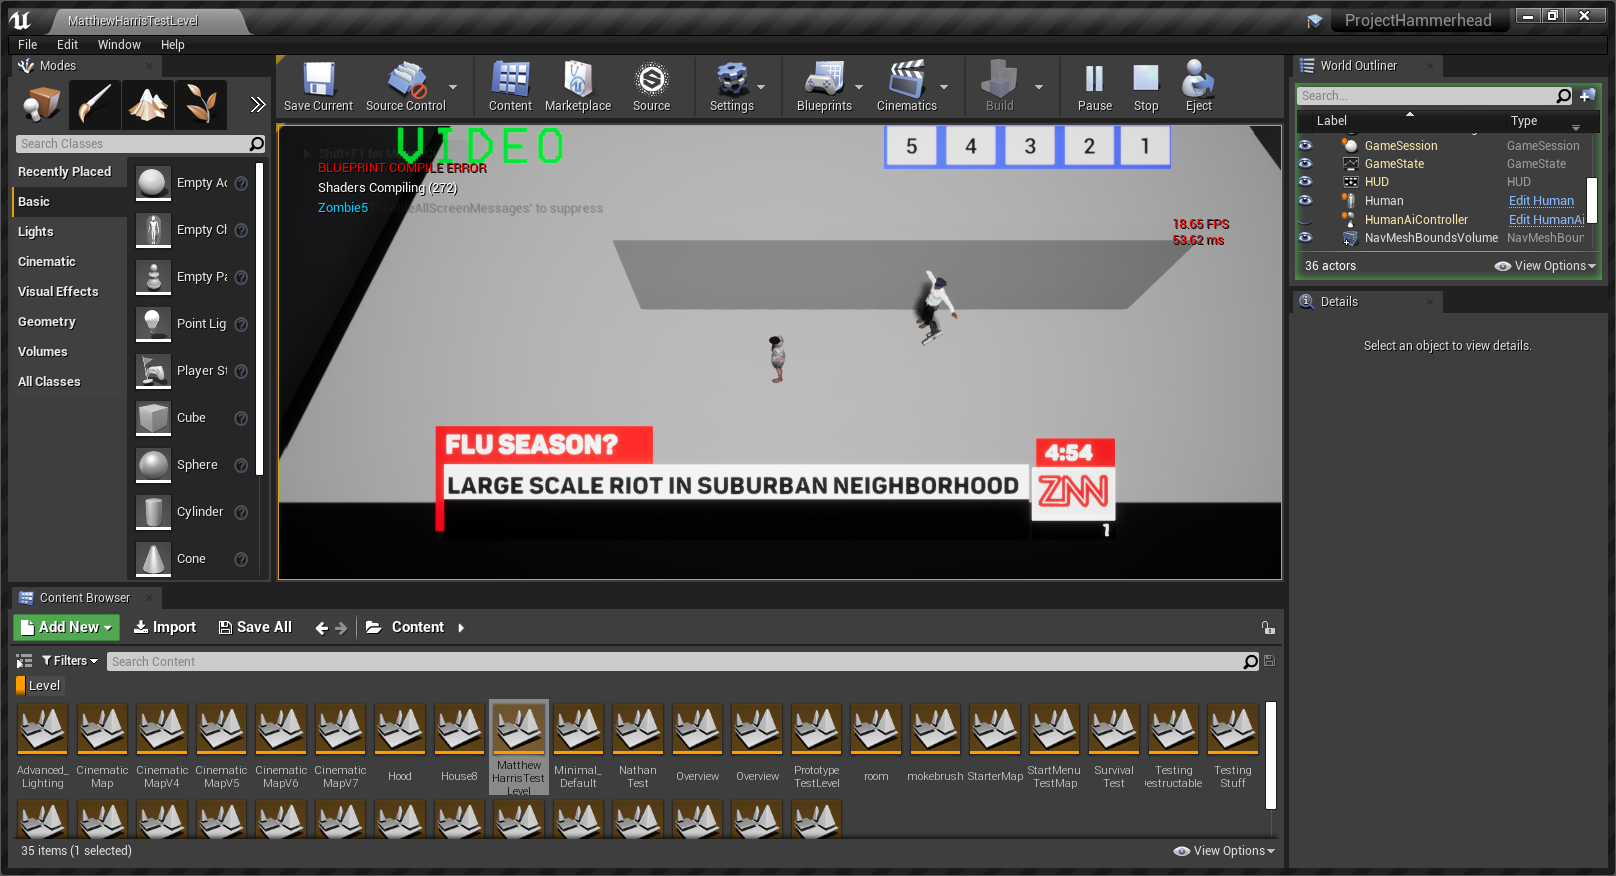 MatthewHarrisTestLevel
ProjectHammerhead
File Edit Window Help
Modes
Search Classes
Recently Placed
Basic
Lights
Cinematic
Visual Effects
Geometry
Volumes
All Classes
Empty Ac
Empty Ch
Empty Pa
Point Lig
Player St
Cube
Sphere
Cylinder
Cone
Save Current
Source Control
Content
Marketplace
Source
Settings
Blueprints
Cinematics
Build
Pause
Stop
Eject
VIDEO
Shift+F1 for M
BLUEPRINT COMPILE ERROR
Shaders Compiling (272)
Zombie5 AllScreenMessages' to suppress
5 4 3 2 1
18.65 FPS
53.62 ms
FLU SEASON?
LARGE SCALE RIOT IN SUBURBAN NEIGHBORHOOD
4:54
ZNN
1
World Outliner
Search...
Label Type
GameSession GameSession
GameState GameState
HUD HUD
Human Edit Human
HumanAiController Edit HumanAi
NavMeshBoundsVolume NavMeshBoun
36 actors View Options
Details
Select an object to view details.
Content Browser
Add New Import Save All Content
Filters Search Content
Level
Advanced_
Lighting
Cinematic
Map
Cinematic
MapV4
Cinematic
MapV5
Cinematic
MapV6
Cinematic
MapV7
Hood
House8
Matthew
HarrisTest
Level
Minimal_
Default
Nathan
Test
Overview
Overview
Prototype
TestLevel
room
mokebrush
StarterMap
StartMenu
TestMap
Survival
Test
Testing
estructable
Testing
Stuff
35 items (1 selected) View Options